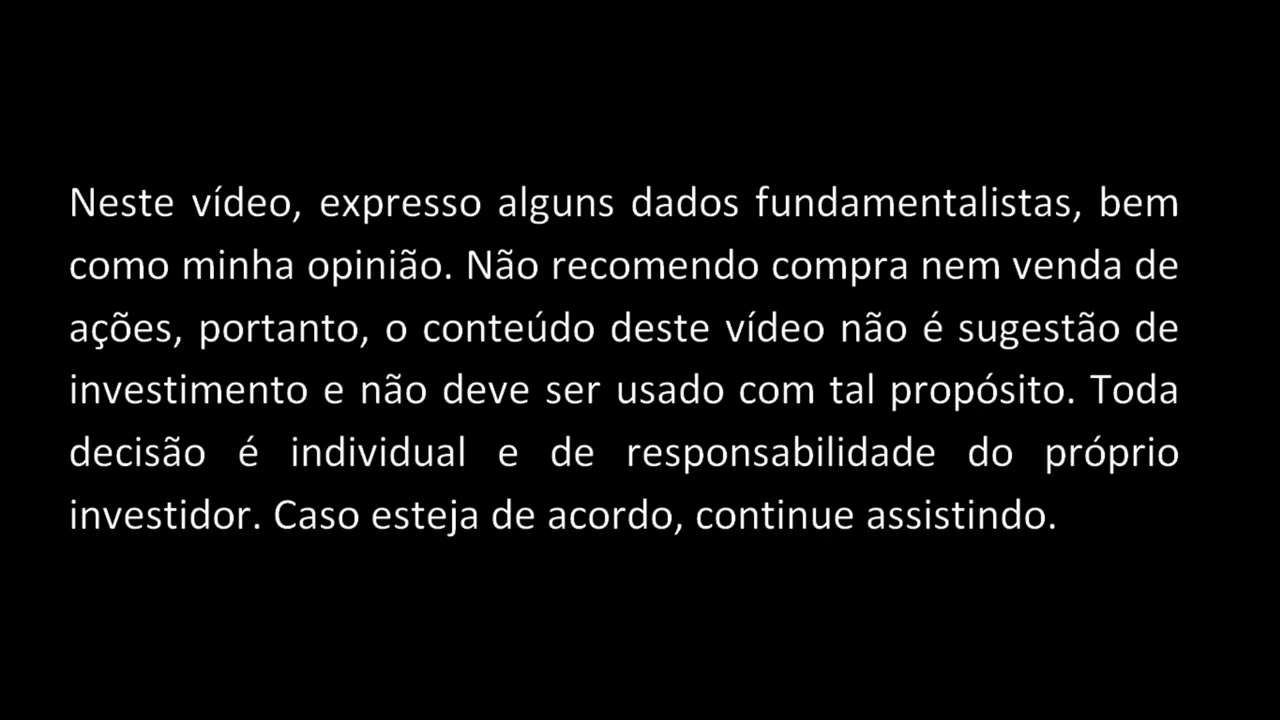 Neste vídeo, expresso alguns dados fundamentalistas, bem
como minha opinião. Não recomendo compra nem venda de
ações, portanto, o conteúdo deste vídeo não é sugestão de
investimento e não deve ser usado com tal propósito. Toda
decisão é individual e de responsabilidade do próprio
investidor. Caso esteja de acordo, continue assistindo.